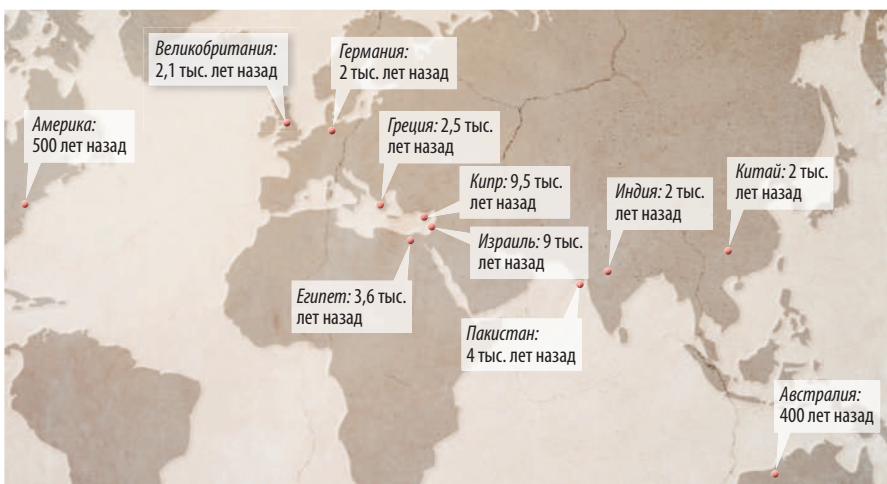 Великобритания:
2,1 тыс. лет назад
Германия:
2 тыс. лет назад
Америка:
500 лет назад
Греция: 2,5 тыс.
лет назад
Кипр: 9,5 тыс.
лет назад
Индия: 2 тыс.
лет назад
Китай: 2 тыс.
лет назад
Израиль: 9 тыс.
лет назад
Египет: 3,6 тыс.
лет назад
Пакистан:
4 тыс. лет назад
Австралия:
400 лет назад